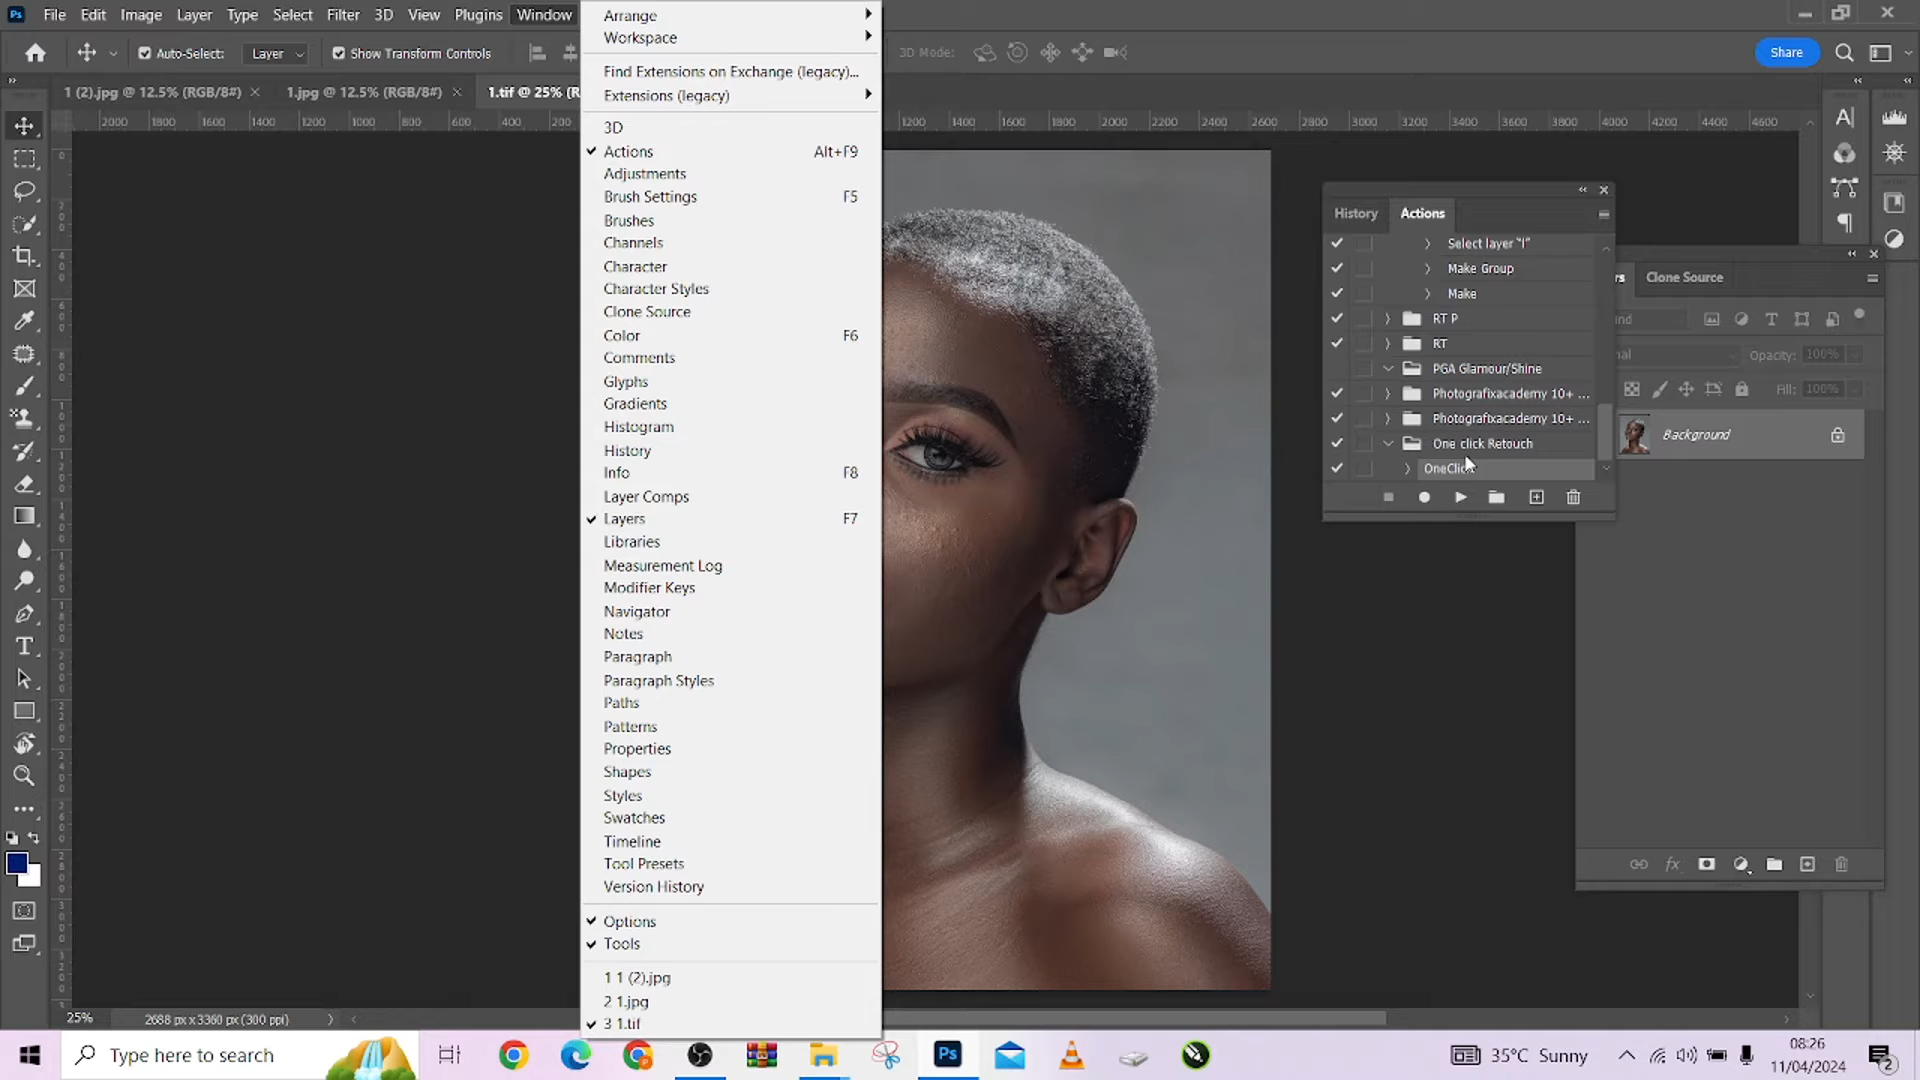 Ps File Edit Image Layer Type Select Filter 3D View Plugins Window
Auto-Select: Layer Show Transform Controls 3D Mode: Share
1 (2).jpg @ 12.5% (RGB/8#) 1.jpg @ 12.5% (RGB/8#) 1.tif @ 25% (R
2000 1800 1600 1400 1200 1000 800 600 400 200 1200 1400 1600 1800 2000 2200 2400 2600 2800 3000 3200 3400 3600 3800 4000 4200 4400 4600
Arrange
Workspace
Find Extensions on Exchange (legacy)...
Extensions (legacy)
3D
Actions Alt+F9
Adjustments
Brush Settings F5
Brushes
Channels
Character
Character Styles
Clone Source
Color F6
Comments
Glyphs
Gradients
Histogram
History
Info F8
Layer Comps
Layers F7
Libraries
Measurement Log
Modifier Keys
Navigator
Notes
Paragraph
Paragraph Styles
Paths
Patterns
Properties
Shapes
Styles
Swatches
Timeline
Tool Presets
Version History
Options
Tools
1 1 (2).jpg
2 1.jpg
3 1.tif
History Actions
Select layer "l"
Make Group
Make
RT P
RT
PGA Glamour/Shine
Photografixacademy 10+ ...
Photografixacademy 10+ ...
One click Retouch
OneClic
rs Clone Source
ind
al Opacity: 100%
Fill: 100%
Background
fx
25% 2688 px x 3360 px (300 ppi)
Type here to search
Ps
35°C Sunny
08:26
11/04/2024
2